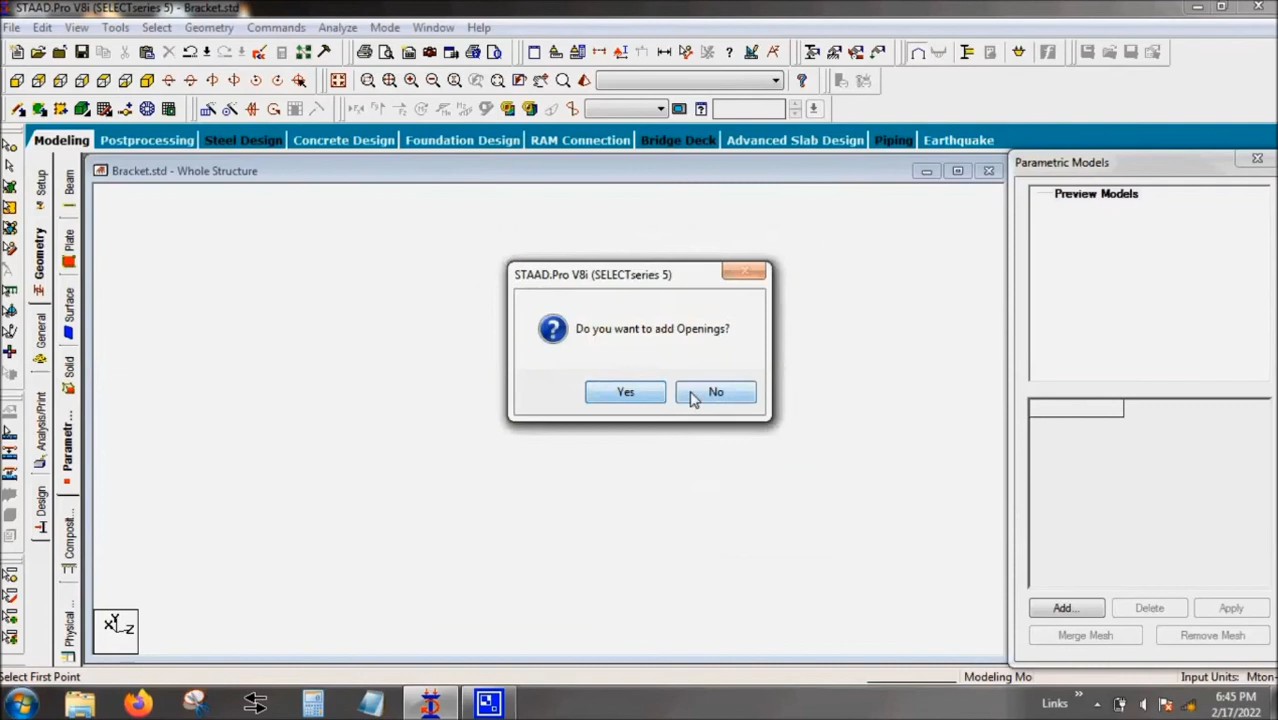 STAAD.Pro V8i (SELECTseries 5) - Bracket.std
File Edit View Tools Select Geometry Commands Analyze Mode Window Help
Modeling Postprocessing Steel Design Concrete Design Foundation Design RAM Connection Bridge Deck Advanced Slab Design Piping Earthquake
Bracket.std - Whole Structure
Parametric Models
Preview Models
Setup
Geometry
General
Analysis/Print
Design
Beam
Plate
Surface
Solid
Parametr...
Composit...
Physical
STAAD.Pro V8i (SELECTseries 5)
Do you want to add Openings?
Yes No
Add... Delete Apply
Merge Mesh Remove Mesh
Y
X Z
Select First Point
Modeling Mo
Input Units: Mton-
Links
6:45 PM
2/17/2022